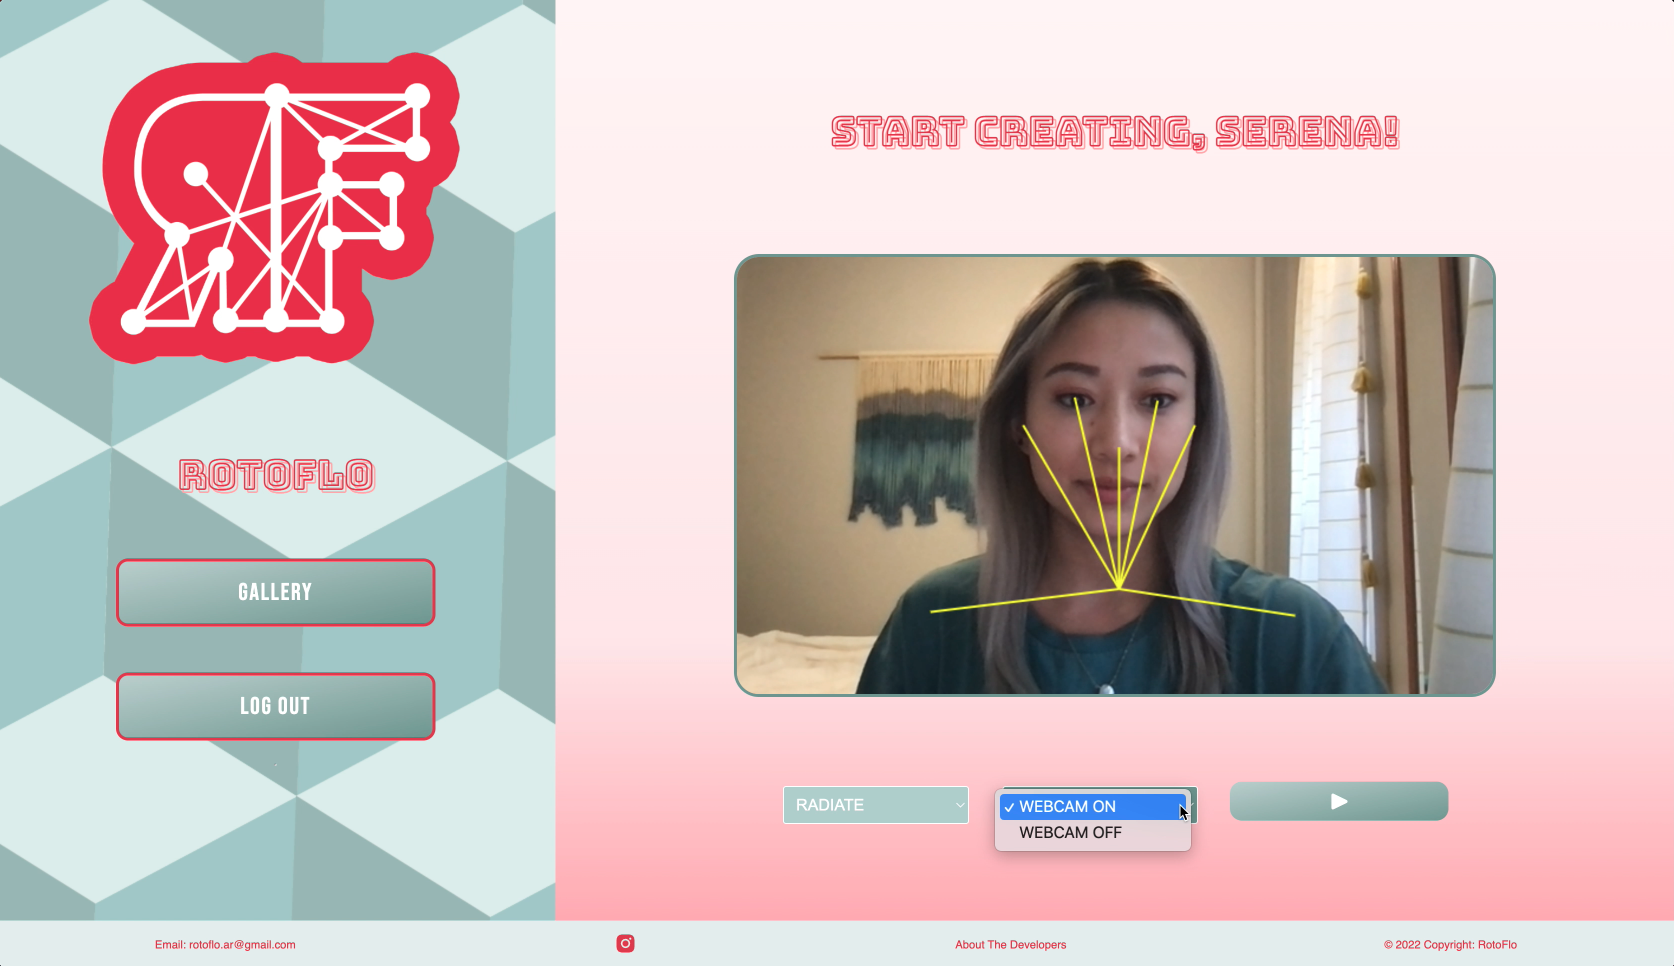 START CREATING, SERENA!
ROTOFLO
GALLERY
LOG OUT
RADIATE
✓ WEBCAM ON
WEBCAM OFF
Email: rotoflo.ar@gmail.com
About The Developers
© 2022 Copyright: RotoFlo